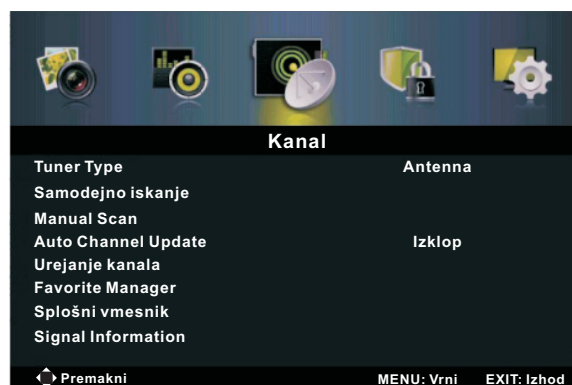 Kanal
Tuner Type Antenna
Samodejno iskanje
Manual Scan
Auto Channel Update Izklop
Urejanje kanala
Favorite Manager
Splošni vmesnik
Signal Information
Premakni MENU: Vrni EXIT: Izhod